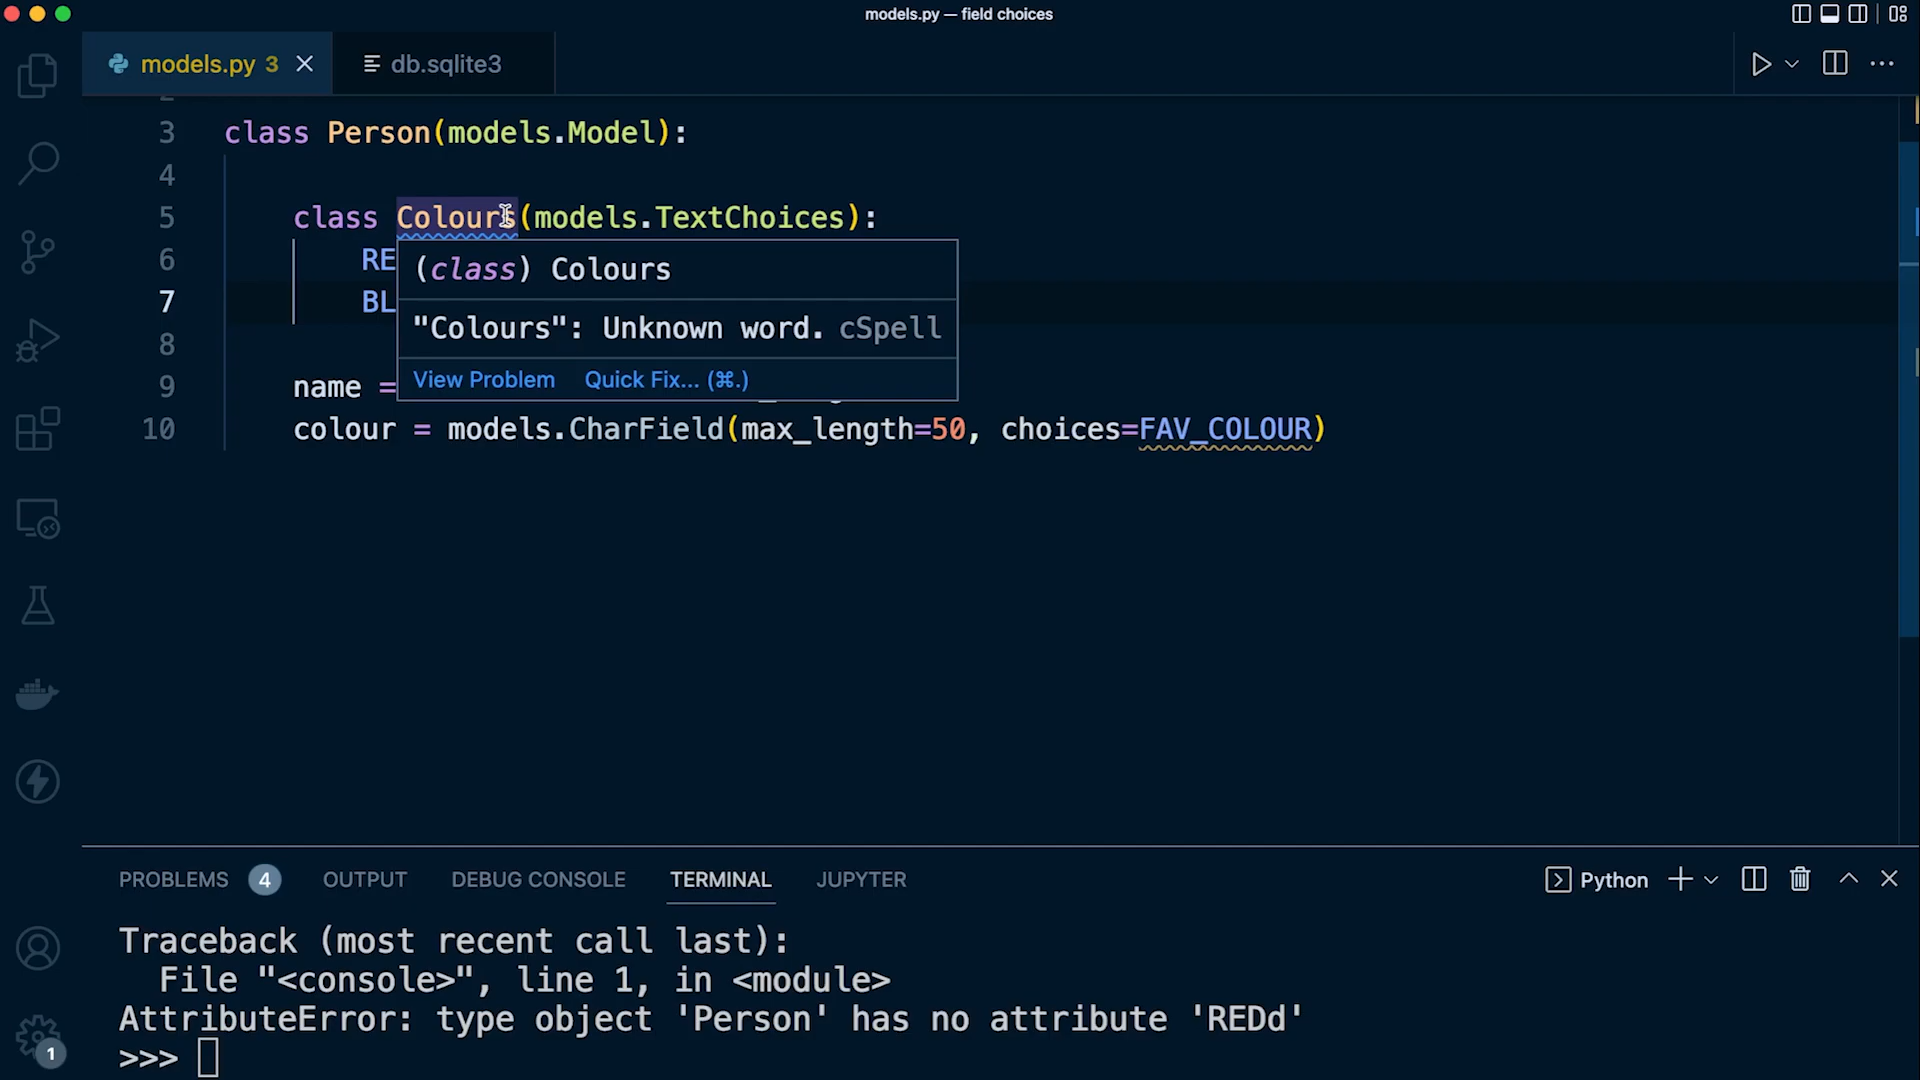 models.py — field choices
models.py 3
db.sqlite3
2
3 class Person(models.Model):
4
5 class Colours(models.TextChoices):
6 RE
(class) Colours
7 BL
"Colours": Unknown word. cSpell
8
View Problem Quick Fix... (⌘.)
9 name =
10 colour = models.CharField(max_length=50, choices=FAV_COLOUR)
PROBLEMS 4 OUTPUT DEBUG CONSOLE TERMINAL JUPYTER
Python
Traceback (most recent call last):
File "<console>", line 1, in <module>
AttributeError: type object 'Person' has no attribute 'REDd'
>>>
1